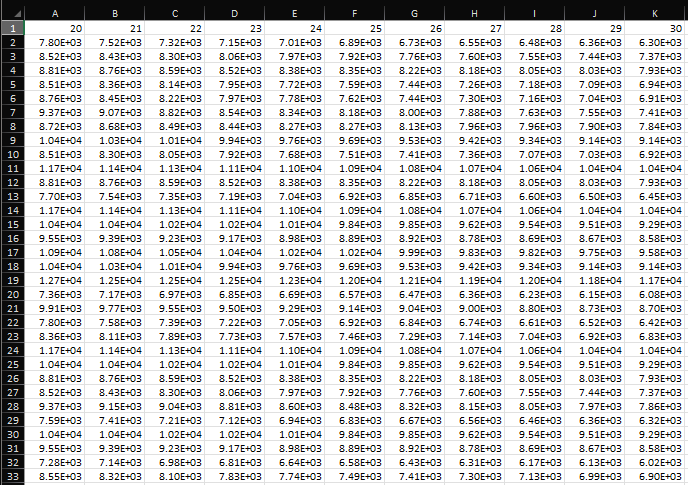 A B C D E F G H I J K
1 20 21 22 23 24 25 26 27 28 29 30
2 7.80E+03 7.52E+03 7.32E+03 7.15E+03 7.01E+03 6.89E+03 6.73E+03 6.55E+03 6.48E+03 6.36E+03 6.30E+03
3 8.52E+03 8.43E+03 8.30E+03 8.06E+03 7.97E+03 7.92E+03 7.76E+03 7.60E+03 7.55E+03 7.44E+03 7.37E+03
4 8.81E+03 8.76E+03 8.59E+03 8.52E+03 8.38E+03 8.35E+03 8.22E+03 8.18E+03 8.05E+03 8.03E+03 7.93E+03
5 8.51E+03 8.36E+03 8.14E+03 7.95E+03 7.72E+03 7.59E+03 7.44E+03 7.26E+03 7.18E+03 7.09E+03 6.94E+03
6 8.76E+03 8.45E+03 8.22E+03 7.97E+03 7.78E+03 7.62E+03 7.44E+03 7.30E+03 7.16E+03 7.04E+03 6.91E+03
7 9.37E+03 9.07E+03 8.82E+03 8.54E+03 8.34E+03 8.18E+03 8.00E+03 7.88E+03 7.63E+03 7.55E+03 7.41E+03
8 8.72E+03 8.68E+03 8.49E+03 8.44E+03 8.27E+03 8.27E+03 8.13E+03 7.96E+03 7.96E+03 7.90E+03 7.84E+03
9 1.04E+04 1.03E+04 1.01E+04 9.94E+03 9.76E+03 9.69E+03 9.53E+03 9.42E+03 9.34E+03 9.14E+03 9.14E+03
10 8.51E+03 8.30E+03 8.05E+03 7.92E+03 7.68E+03 7.51E+03 7.41E+03 7.36E+03 7.07E+03 7.03E+03 6.92E+03
11 1.17E+04 1.14E+04 1.13E+04 1.11E+04 1.10E+04 1.09E+04 1.08E+04 1.07E+04 1.06E+04 1.04E+04 1.04E+04
12 8.81E+03 8.76E+03 8.59E+03 8.52E+03 8.38E+03 8.35E+03 8.22E+03 8.18E+03 8.05E+03 8.03E+03 7.93E+03
13 7.70E+03 7.54E+03 7.35E+03 7.19E+03 7.04E+03 6.92E+03 6.85E+03 6.71E+03 6.60E+03 6.50E+03 6.45E+03
14 1.17E+04 1.14E+04 1.13E+04 1.11E+04 1.10E+04 1.09E+04 1.08E+04 1.07E+04 1.06E+04 1.04E+04 1.04E+04
15 1.04E+04 1.04E+04 1.02E+04 1.02E+04 1.01E+04 9.84E+03 9.85E+03 9.62E+03 9.54E+03 9.51E+03 9.29E+03
16 9.55E+03 9.39E+03 9.23E+03 9.17E+03 8.98E+03 8.89E+03 8.92E+03 8.78E+03 8.69E+03 8.67E+03 8.58E+03
17 1.09E+04 1.08E+04 1.05E+04 1.04E+04 1.02E+04 1.02E+04 9.99E+03 9.83E+03 9.82E+03 9.75E+03 9.58E+03
18 1.04E+04 1.03E+04 1.01E+04 9.94E+03 9.76E+03 9.69E+03 9.53E+03 9.42E+03 9.34E+03 9.14E+03 9.14E+03
19 1.27E+04 1.25E+04 1.25E+04 1.25E+04 1.23E+04 1.20E+04 1.21E+04 1.19E+04 1.20E+04 1.18E+04 1.17E+04
20 7.36E+03 7.17E+03 6.97E+03 6.85E+03 6.69E+03 6.57E+03 6.47E+03 6.36E+03 6.23E+03 6.15E+03 6.08E+03
21 9.91E+03 9.77E+03 9.55E+03 9.50E+03 9.29E+03 9.14E+03 9.04E+03 9.00E+03 8.80E+03 8.73E+03 8.70E+03
22 7.80E+03 7.58E+03 7.39E+03 7.22E+03 7.05E+03 6.92E+03 6.84E+03 6.74E+03 6.61E+03 6.52E+03 6.42E+03
23 8.36E+03 8.11E+03 7.89E+03 7.73E+03 7.57E+03 7.46E+03 7.29E+03 7.14E+03 7.04E+03 6.92E+03 6.83E+03
24 1.17E+04 1.14E+04 1.13E+04 1.11E+04 1.10E+04 1.09E+04 1.08E+04 1.07E+04 1.06E+04 1.04E+04 1.04E+04
25 1.04E+04 1.04E+04 1.02E+04 1.02E+04 1.01E+04 9.84E+03 9.85E+03 9.62E+03 9.54E+03 9.51E+03 9.29E+03
26 8.81E+03 8.76E+03 8.59E+03 8.52E+03 8.38E+03 8.35E+03 8.22E+03 8.18E+03 8.05E+03 8.03E+03 7.93E+03
27 8.52E+03 8.43E+03 8.30E+03 8.06E+03 7.97E+03 7.92E+03 7.76E+03 7.60E+03 7.55E+03 7.44E+03 7.37E+03
28 9.37E+03 9.15E+03 9.04E+03 8.81E+03 8.60E+03 8.48E+03 8.32E+03 8.15E+03 8.05E+03 7.97E+03 7.86E+03
29 7.59E+03 7.41E+03 7.21E+03 7.12E+03 6.94E+03 6.83E+03 6.67E+03 6.56E+03 6.46E+03 6.36E+03 6.32E+03
30 1.04E+04 1.04E+04 1.02E+04 1.02E+04 1.01E+04 9.84E+03 9.85E+03 9.62E+03 9.54E+03 9.51E+03 9.29E+03
31 9.55E+03 9.39E+03 9.23E+03 9.17E+03 8.98E+03 8.89E+03 8.92E+03 8.78E+03 8.69E+03 8.67E+03 8.58E+03
32 7.28E+03 7.14E+03 6.98E+03 6.81E+03 6.64E+03 6.58E+03 6.43E+03 6.31E+03 6.17E+03 6.13E+03 6.02E+03
33 8.55E+03 8.32E+03 8.10E+03 7.83E+03 7.74E+03 7.49E+03 7.41E+03 7.30E+03 7.13E+03 6.99E+03 6.90E+03